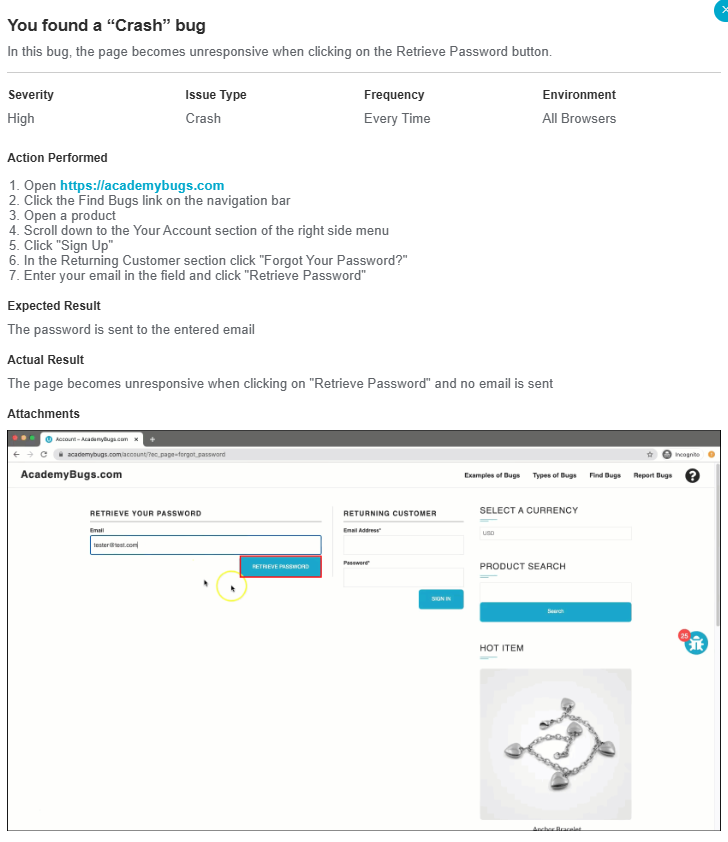 You found a “Crash” bug
In this bug, the page becomes unresponsive when clicking on the Retrieve Password button.
Severity Issue Type Frequency Environment
High Crash Every Time All Browsers
Action Performed
1. Open https://academybugs.com
2. Click the Find Bugs link on the navigation bar
3. Open a product
4. Scroll down to the Your Account section of the right side menu
5. Click "Sign Up"
6. In the Returning Customer section click "Forgot Your Password?"
7. Enter your email in the field and click "Retrieve Password"
Expected Result
The password is sent to the entered email
Actual Result
The page becomes unresponsive when clicking on "Retrieve Password" and no email is sent
Attachments
Account – AcademyBugs.com
academybugs.com/account/?ec_page=forgot_password
Incognito
AcademyBugs.com
Examples of Bugs Types of Bugs Find Bugs Report Bugs ?
RETRIEVE YOUR PASSWORD
Email
tester@test.com
RETRIEVE PASSWORD
RETURNING CUSTOMER
Email Address*
Password*
SIGN IN
SELECT A CURRENCY
USD
PRODUCT SEARCH
Search
25
HOT ITEM
Anchor Bracelet